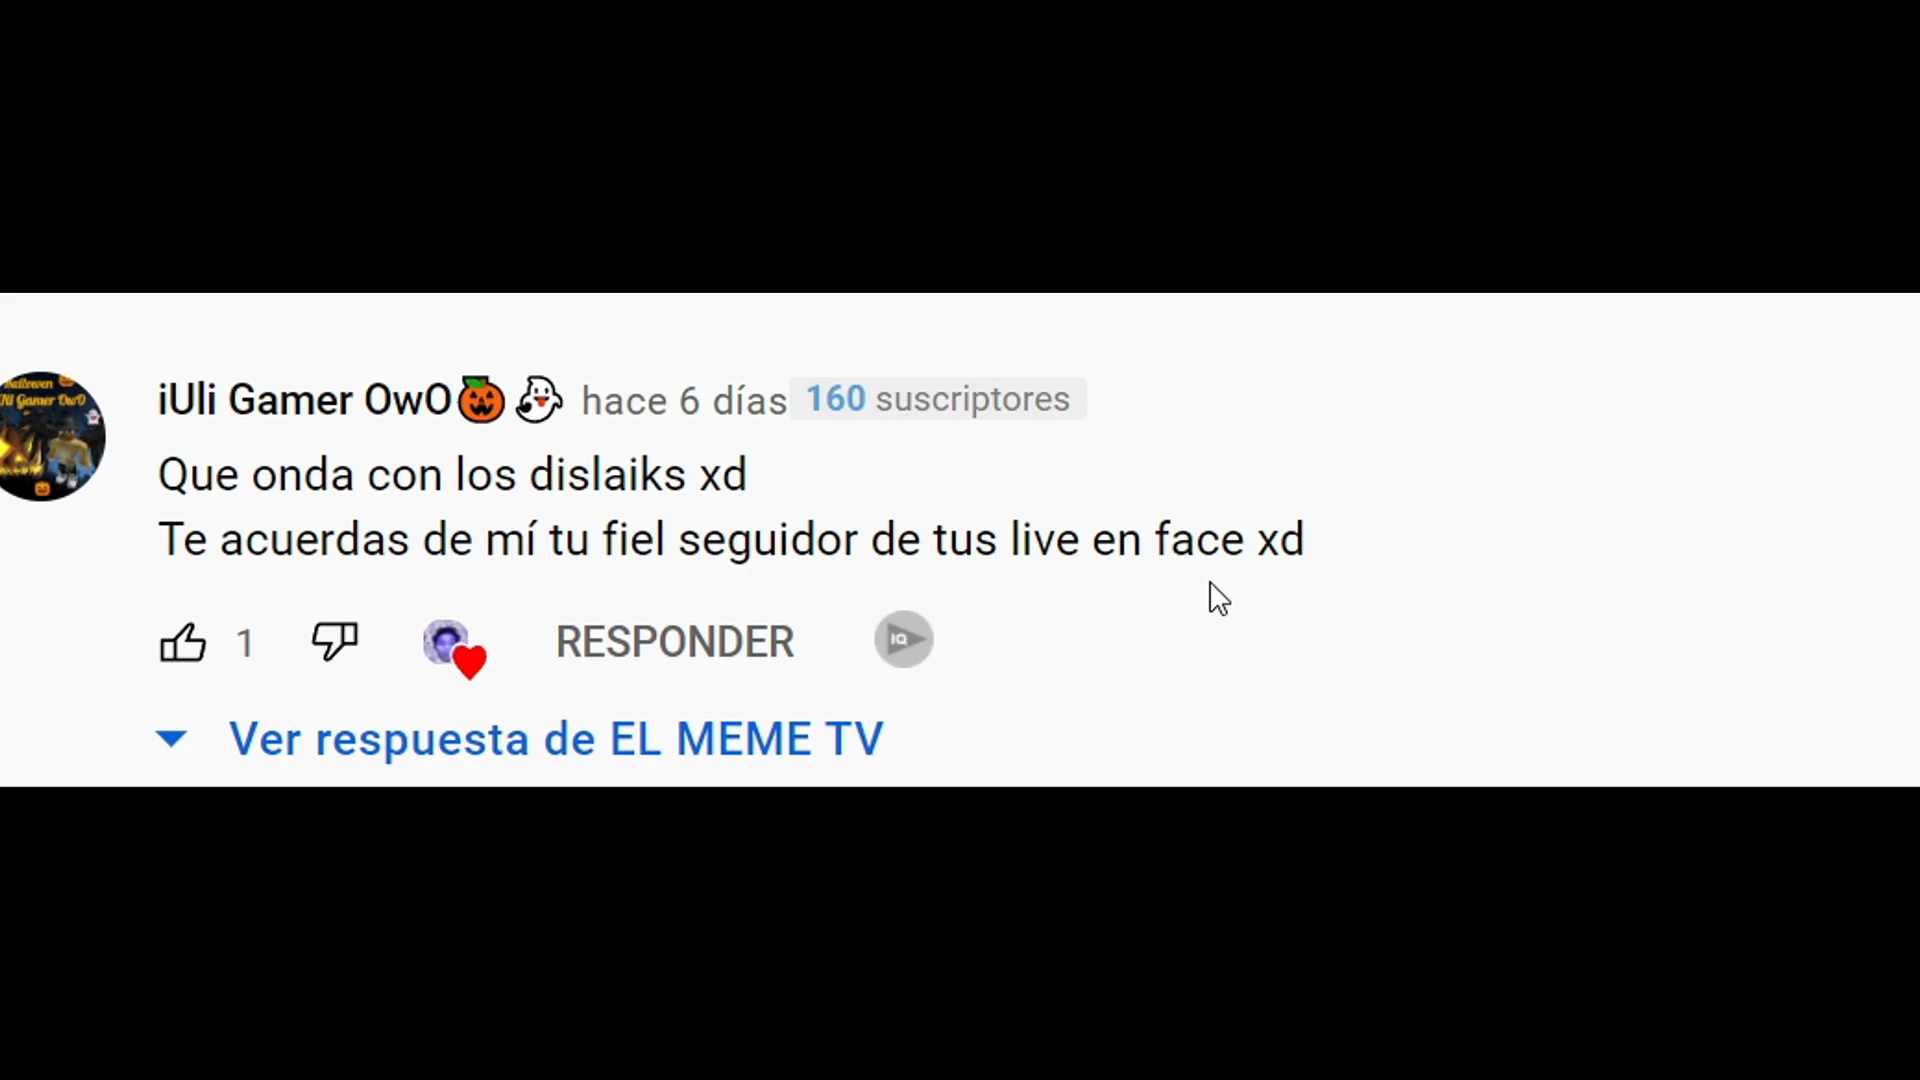 iUli Gamer OwO🎃👻 hace 6 días 160 suscriptores
Que onda con los dislaiks xd
Te acuerdas de mí tu fiel seguidor de tus live en face xd
1 RESPONDER IQ
Ver respuesta de EL MEME TV